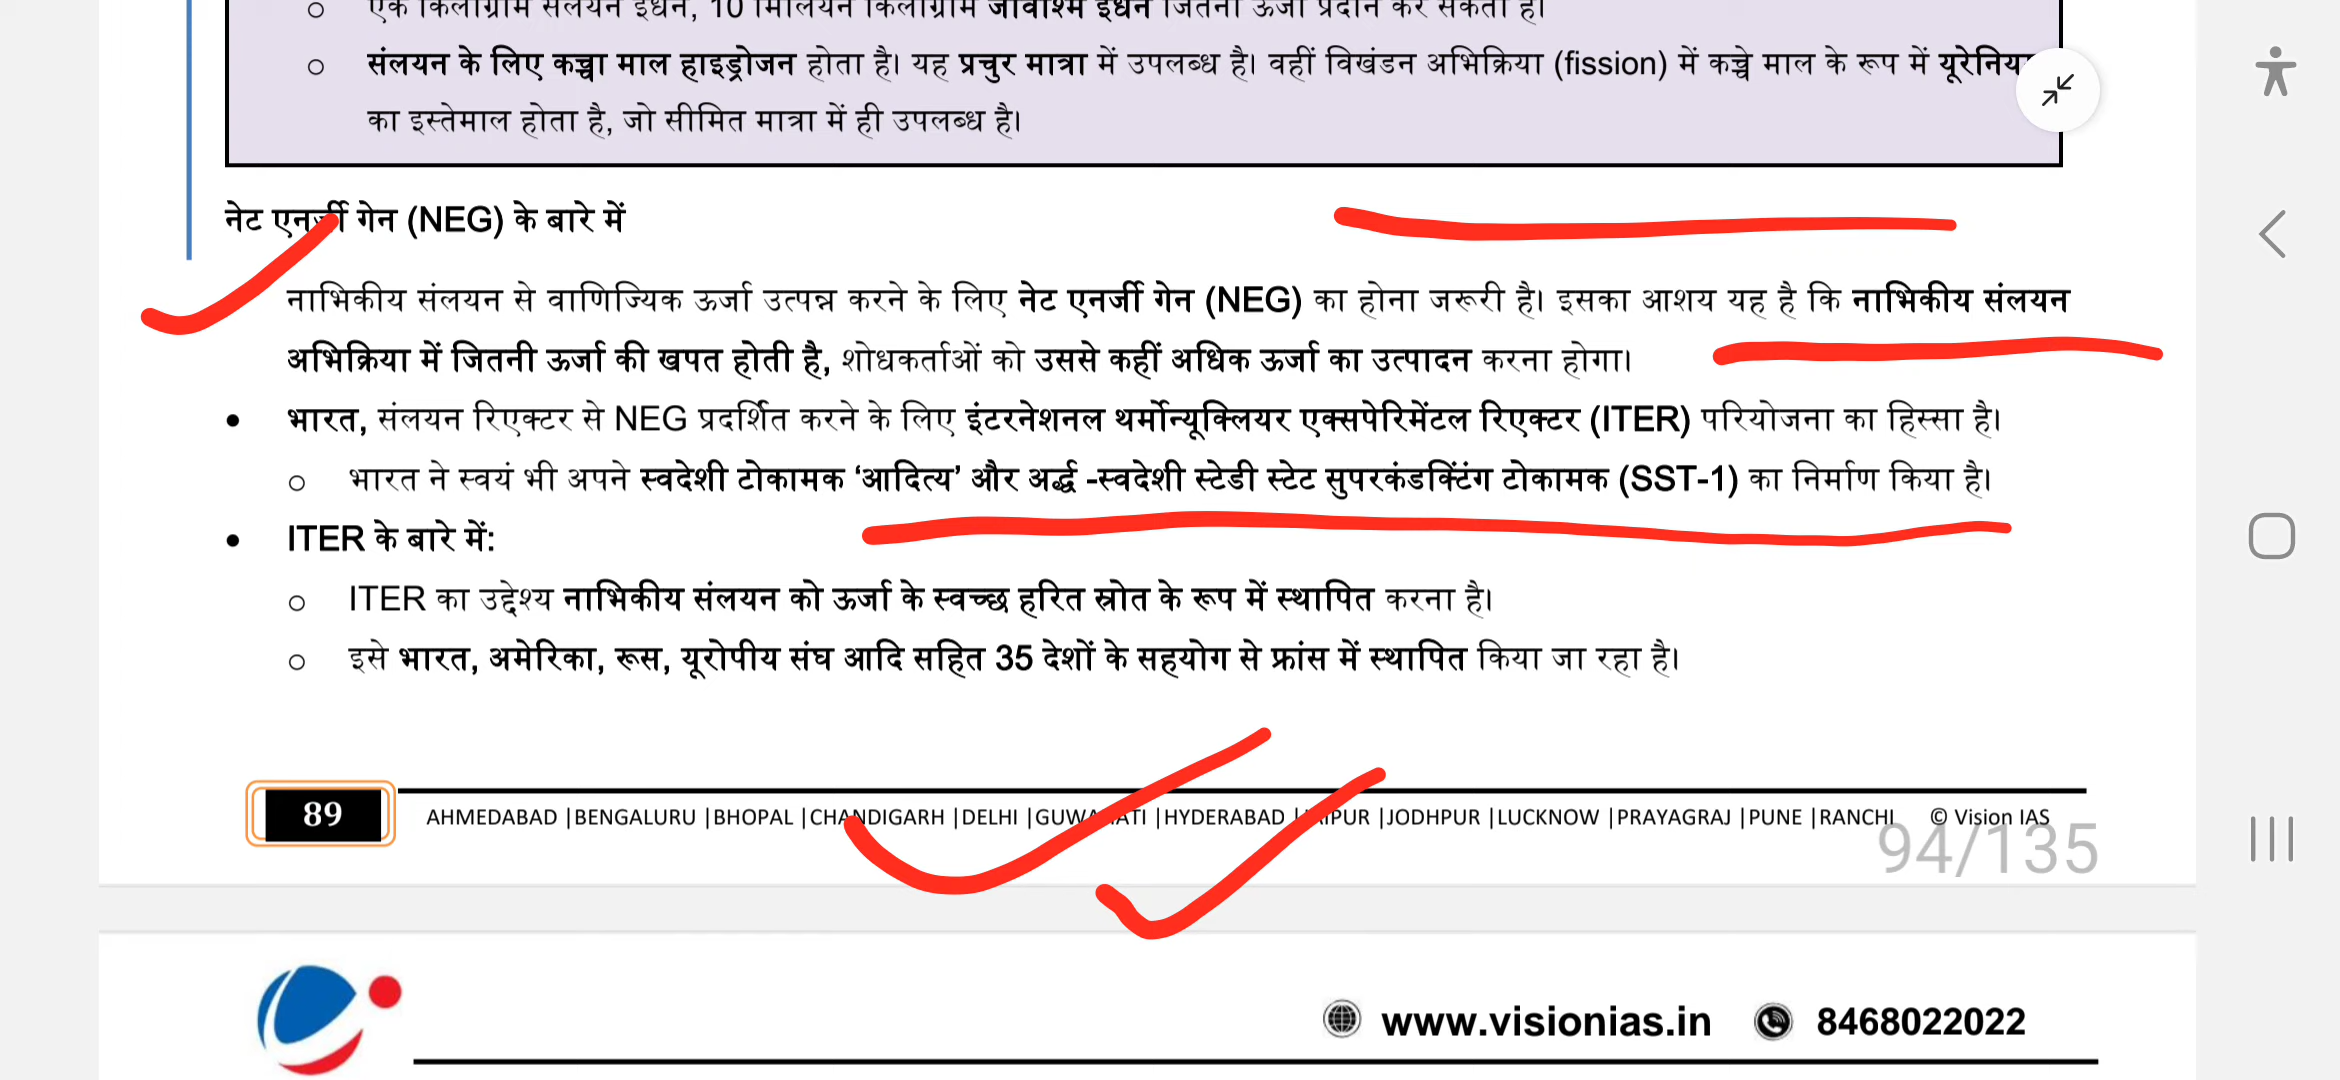 ○ एक किलोग्राम संलयन ईंधन, 10 मिलियन किलोग्राम जीवाश्म ईंधन जितनी ऊर्जा प्रदान कर सकता है।
○ संलयन के लिए कच्चा माल हाइड्रोजन होता है। यह प्रचुर मात्रा में उपलब्ध है। वहीं विखंडन अभिक्रिया (fission) में कच्चे माल के रूप में
का इस्तेमाल होता है, जो सीमित मात्रा में ही उपलब्ध है।
नेट एनर्जी गेन (NEG) के बारे में
नाभिकीय संलयन से वाणिज्यिक ऊर्जा उत्पन्न करने के लिए नेट एनर्जी गेन (NEG) का होना जरूरी है। इसका आशय यह है कि नाभिकीय संलयन
अभिक्रिया में जितनी ऊर्जा की खपत होती है, शोधकर्ताओं को उससे कहीं अधिक ऊर्जा का उत्पादन करना होगा।
• भारत, संलयन रिएक्टर से NEG प्रदर्शित करने के लिए इंटरनेशनल थर्मोन्यूक्लियर एक्सपेरिमेंटल रिएक्टर (ITER) परियोजना का हिस्सा है।
○ भारत ने स्वयं भी अपने स्वदेशी टोकामक ‘आदित्य’ और अर्द्ध -स्वदेशी स्टेडी स्टेट सुपरकंडक्टिंग टोकामक (SST-1) का निर्माण किया है।
• ITER के बारे में:
○ ITER का उद्देश्य नाभिकीय संलयन को ऊर्जा के स्वच्छ हरित स्रोत के रूप में स्थापित करना है।
○ इसे भारत, अमेरिका, रूस, यूरोपीय संघ आदि सहित 35 देशों के सहयोग से फ्रांस में स्थापित किया जा रहा है।
89 AHMEDABAD |BENGALURU |BHOPAL |CHANDIGARH |DELHI |GUWAHATI |HYDERABAD |JAIPUR |JODHPUR |LUCKNOW |PRAYAGRAJ |PUNE |RANCHI © Vision IAS
94/135
www.visionias.in 8468022022